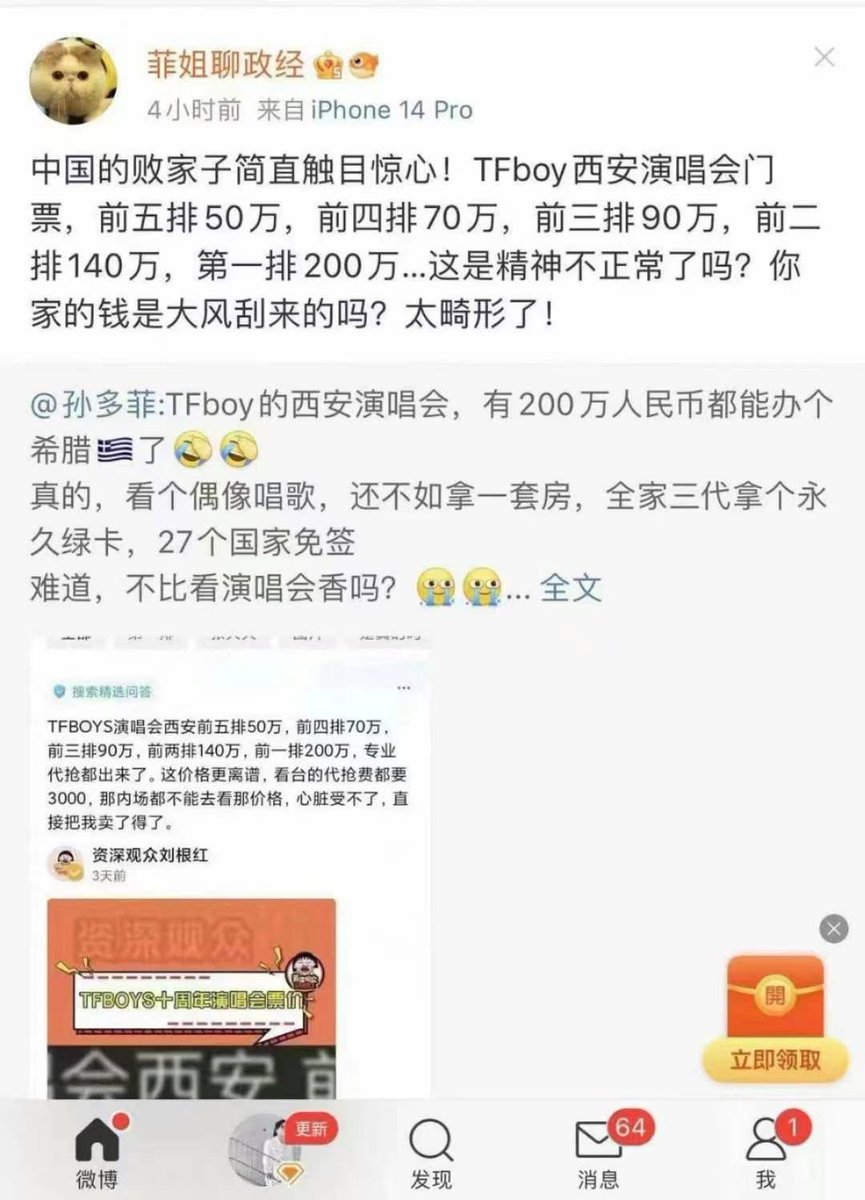 菲姐聊政经
4小时前 来自 iPhone 14 Pro
中国的败家子简直触目惊心！TFboy西安演唱会门
票，前五排50万，前四排70万，前三排90万，前二
排140万，第一排200万...这是精神不正常了吗？你
家的钱是大风刮来的吗？太畸形了！
@孙多菲:TFboy的西安演唱会，有200万人民币都能办个
希腊🇬🇷了🤣🤣
真的，看个偶像唱歌，还不如拿一套房，全家三代拿个永
久绿卡，27个国家免签
难道，不比看演唱会香吗？😭😭... 全文
搜索精选问答
TFBOYS演唱会西安前五排50万，前四排70万，
前三排90万，前两排140万，前一排200万，专业
代抢都出来了。这价格更离谱，看台的代抢费都要
3000，那内场都不能去看那价格，心脏受不了，直
接把我卖了得了。
资深观众刘根红
3天前
资深观众
TFBOYS十周年演唱会票价
会西安 前
開
立即领取
更新
64
1
微博
发现
消息
我